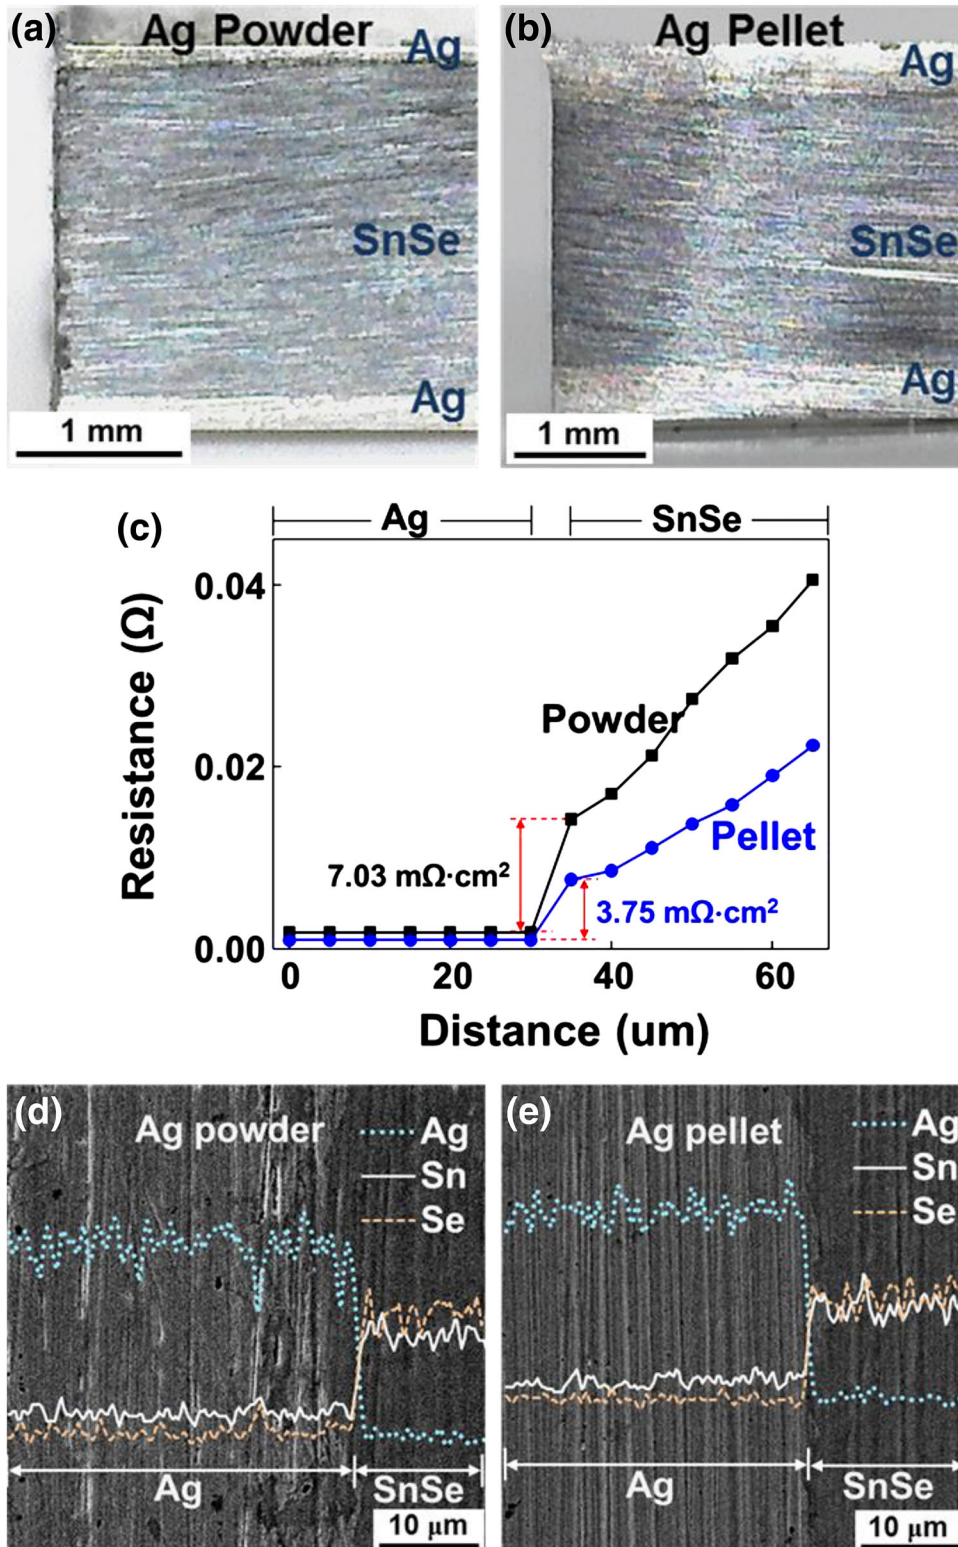 (a) Ag Powder
Ag
SnSe
Ag
1 mm
(b) Ag Pellet
Ag
SnSe
Ag
1 mm
(c)
Ag
SnSe
Resistance (Ω)
0.04
0.02
0.00
Powder
Pellet
7.03 mΩ·cm²
3.75 mΩ·cm²
0 20 40 60
Distance (um)
(d)
Ag powder
Ag
Sn
Se
Ag
SnSe
10 μm
(e)
Ag pellet
Ag
Sn
Se
Ag
SnSe
10 μm